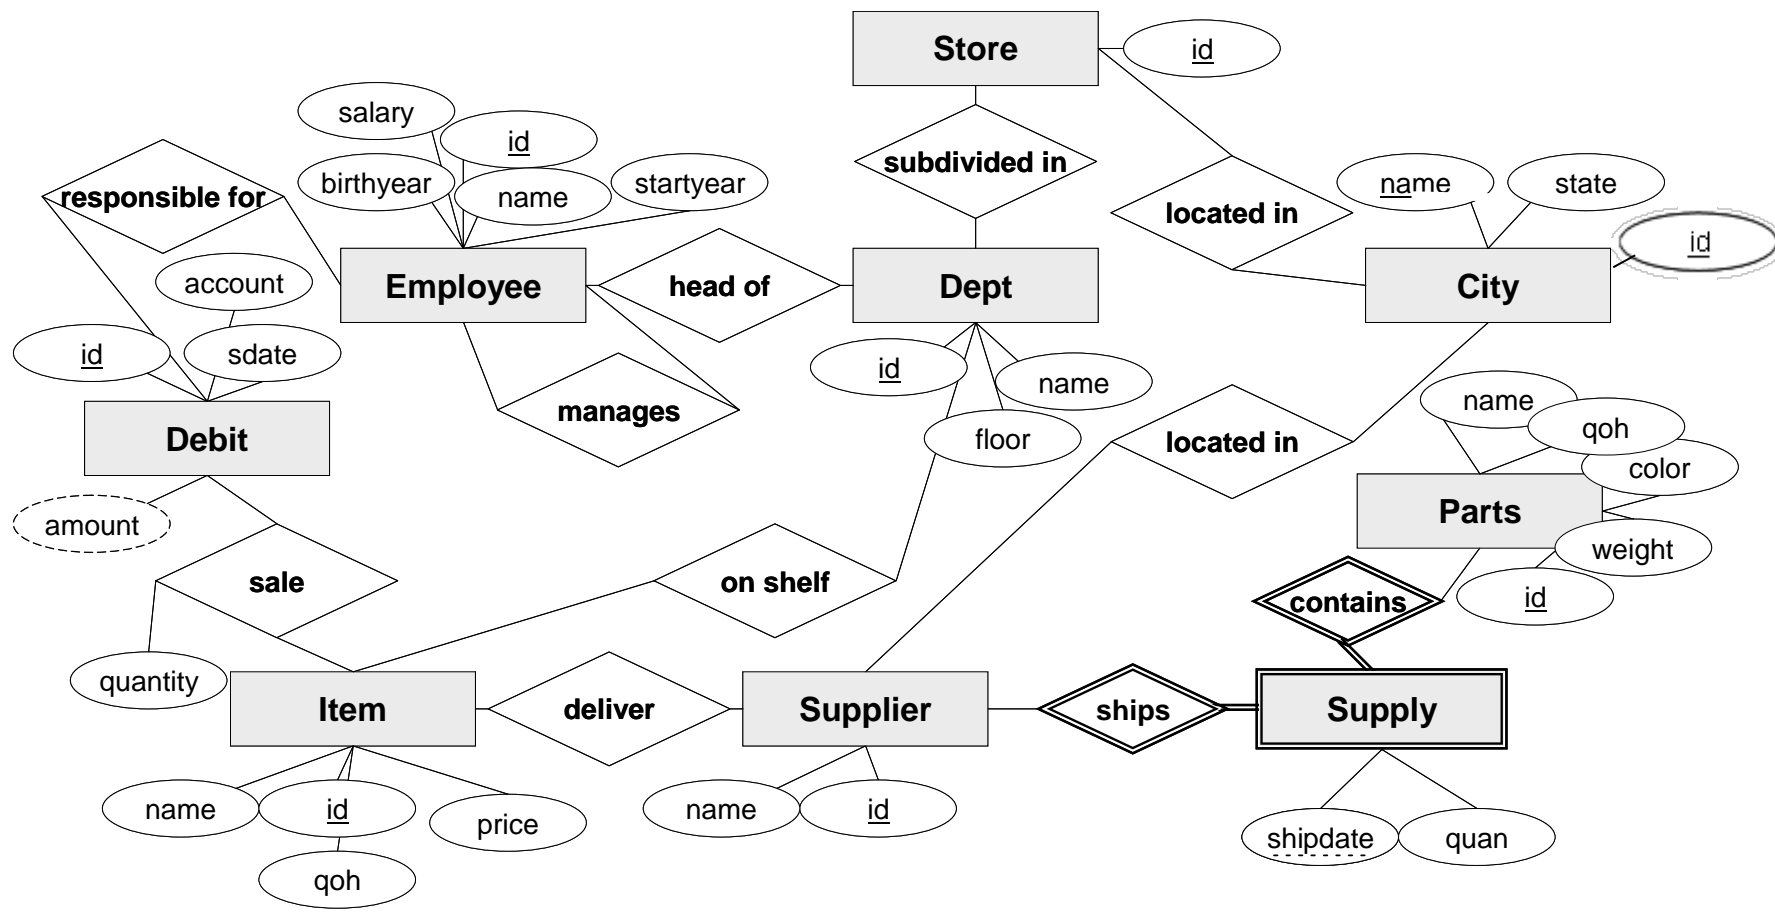 Store
id
salary
id
subdivided in
responsible for
birthyear
name
startyear
located in
name
state
id
account
Employee
head of
Dept
City
id
sdate
id
name
manages
name
Debit
floor
located in
qoh
color
amount
Parts
sale
on shelf
weight
contains
id
quantity
Item
deliver
Supplier
ships
Supply
name
id
price
name
id
shipdate
quan
qoh